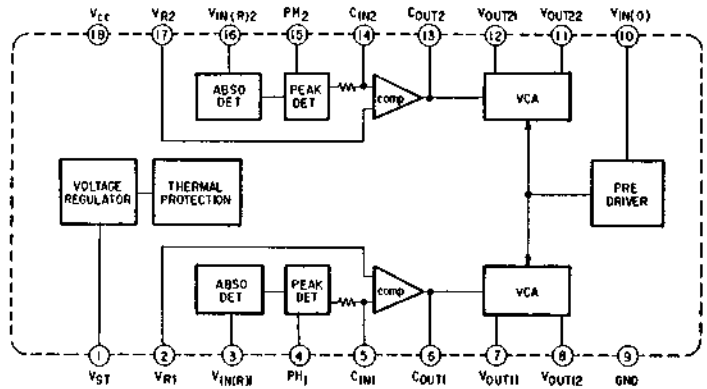 Vcc VR2 VIN(R)2 PH2 CIN2 COUT2 VOUT21 VOUT22 VIN(O)
18 17 16 15 14 13 12 11 10
ABSO DET
PEAK DET
comp
VCA
VOLTAGE REGULATOR
THERMAL PROTECTION
PRE DRIVER
ABSO DET
PEAK DET
comp
VCA
1 2 3 4 5 6 7 8 9
VST VR1 VIN(R)1 PH1 CIN1 COUT1 VOUT11 VOUT12 GND